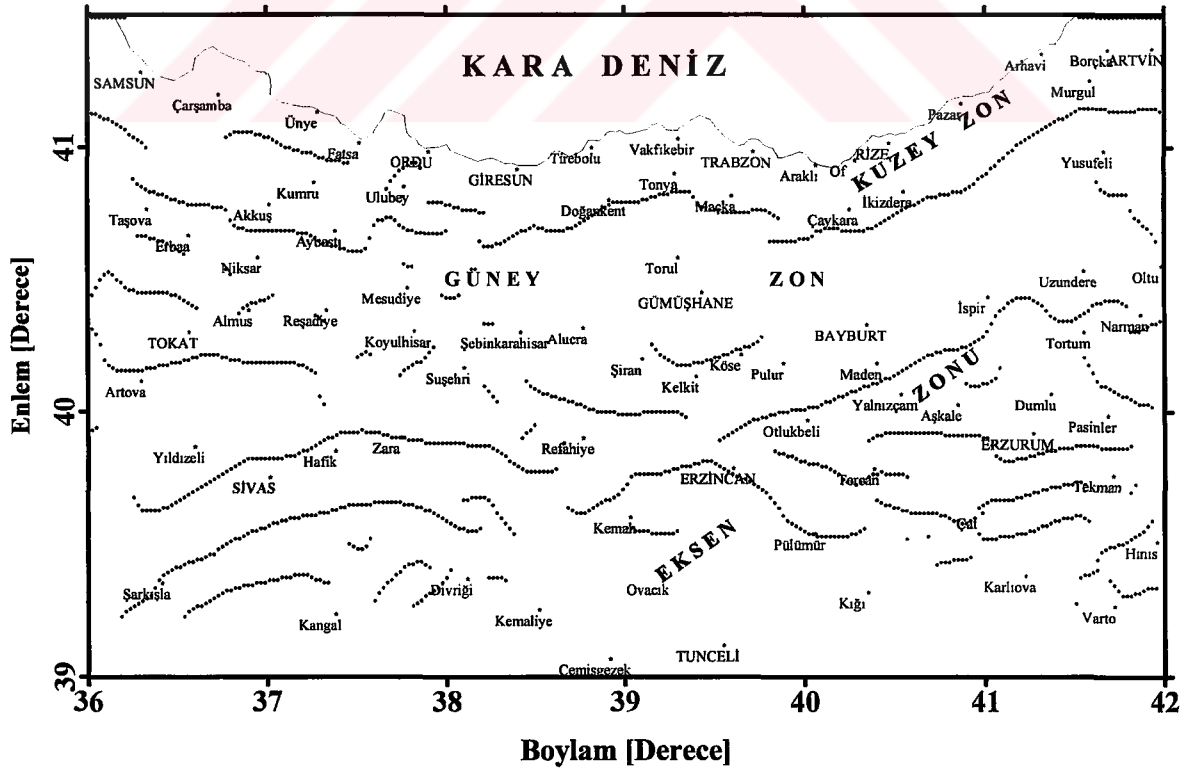 KARA DENİZ
Arhavi
Borçka
ARTVİN
SAMSUN
Murgul
Çarşamba
Pazar
KUZEY ZON
Ünye
41
Fatsa
ORDU
Tirebolu
Vakfıkebir
TRABZON
RİZE
Yusufeli
GİRESUN
Araklı
Of
Kumru
Ulubey
Tonya
Taşova
Akkuş
Doğankent
Maçka
İkizdere
Çaykara
Erbaa
Aybastı
Niksar
GÜNEY
ZON
Torul
Uzundere
Oltu
Mesudiye
GÜMÜŞHANE
İspir
Almus
Reşadiye
Narman
TOKAT
Koyulhisar
Şebinkarahisar
Alucra
BAYBURT
Tortum
Suşehri
Şiran
Köse
Pulur
Maden
Kelkit
ZONU
Artova
Yalnızçam
Dumlu
40
Aşkale
Otlukbeli
Pasinler
Yıldızeli
Hafik
Zara
Refahiye
ERZURUM
SİVAS
ERZİNCAN
Tercan
Tekman
Kemah
EKSEN
Çat
Pülümür
Hınıs
Şarkışla
Divriği
Ovacık
Kığı
Karlıova
Kangal
Kemaliye
Varto
TUNCELİ
Çemişgezek
39
36
37
38
39
40
41
42
Enlem [Derece]
Boylam [Derece]